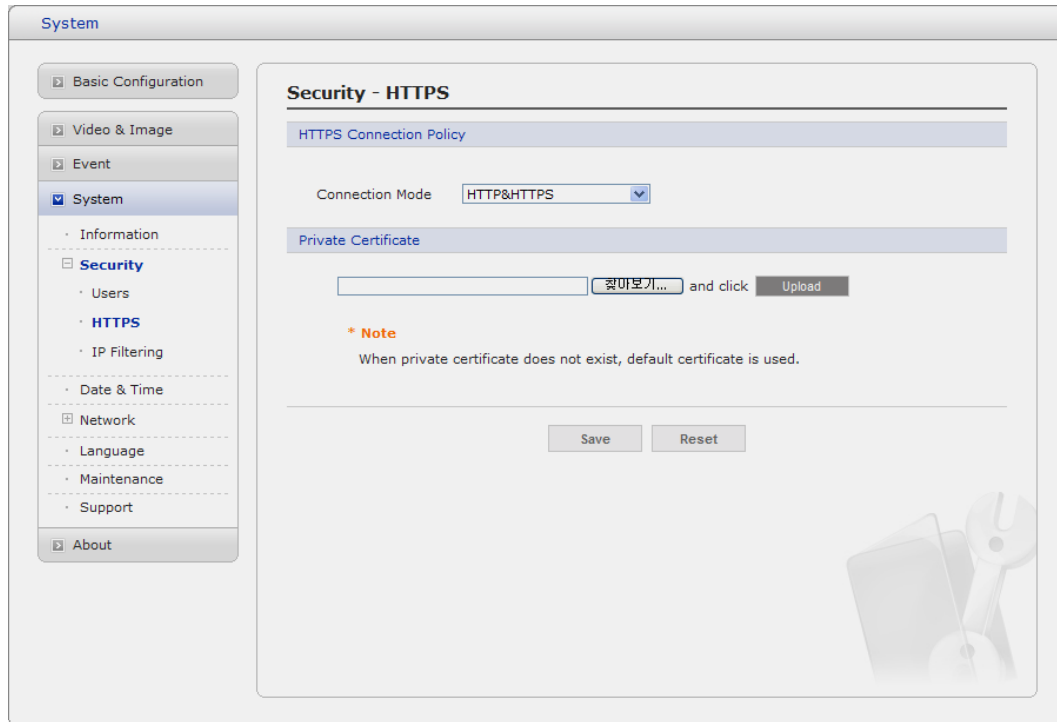 System
Basic Configuration
Video & Image
Event
System
Information
Security
Users
HTTPS
IP Filtering
Date & Time
Network
Language
Maintenance
Support
About
Security - HTTPS
HTTPS Connection Policy
Connection Mode HTTP&HTTPS
Private Certificate
찾아보기... and click Upload
* Note
When private certificate does not exist, default certificate is used.
Save Reset